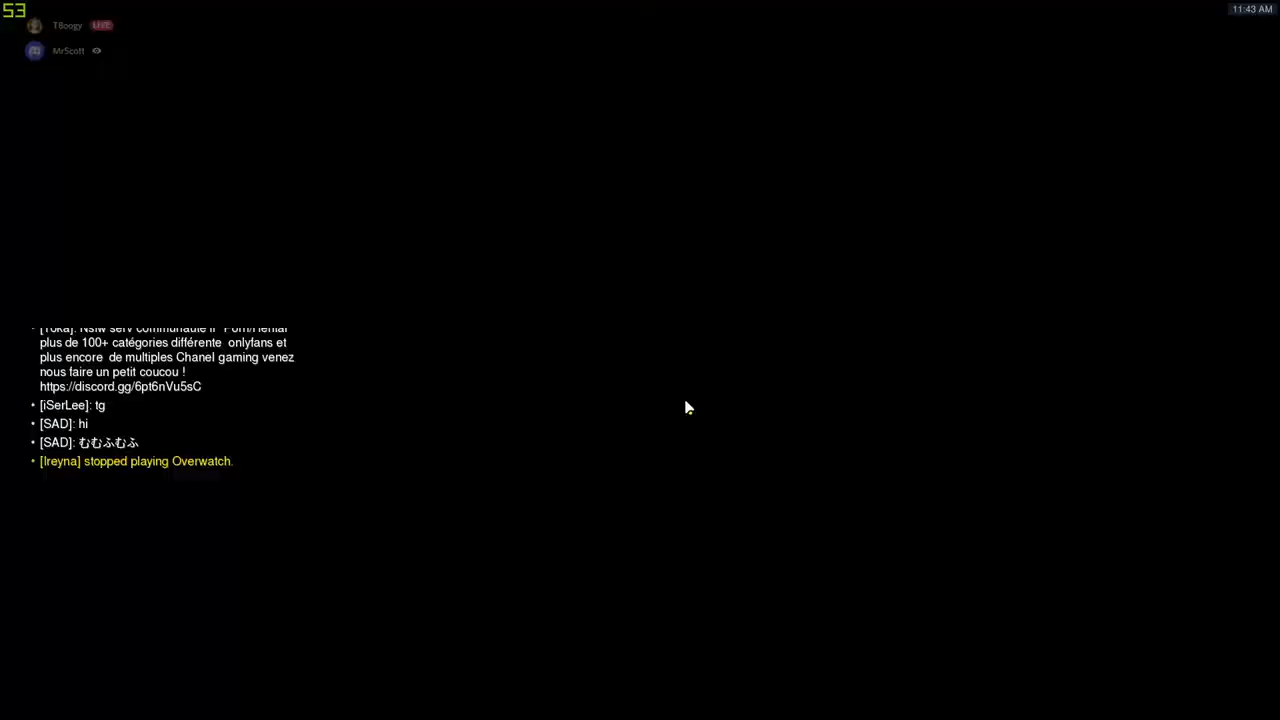 53
11:43 AM
T8oogy LIVE
MrScott
plus de 100+ catégories différente onlyfans et
plus encore de multiples Chanel gaming venez
nous faire un petit coucou !
https://discord.gg/6pt6nVu5sC
• [iSerLee]: tg
• [SAD]: hi
• [SAD]: むむふむふ
• [Ireyna] stopped playing Overwatch.